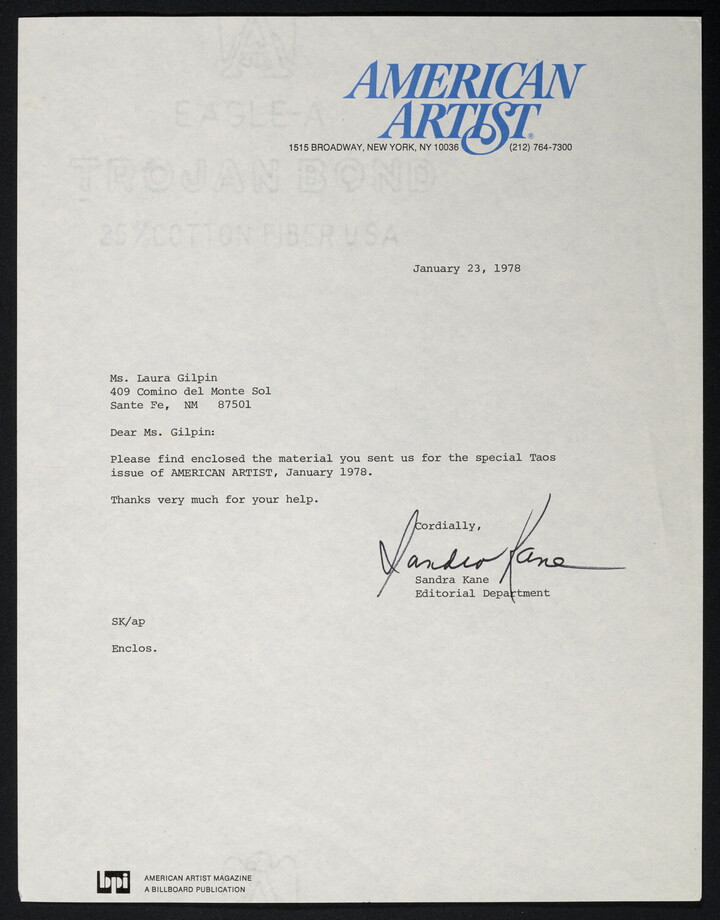 A
EAGLE-A
TROJAN BOND
25% COTTON FIBER USA
AMERICAN
ARTIST®
1515 BROADWAY, NEW YORK, NY 10036 (212) 764-7300
January 23, 1978
Ms. Laura Gilpin
409 Comino del Monte Sol
Sante Fe, NM 87501
Dear Ms. Gilpin:
Please find enclosed the material you sent us for the special Taos
issue of AMERICAN ARTIST, January 1978.
Thanks very much for your help.
Cordially,
Sandra Kane
Sandra Kane
Editorial Department
SK/ap
Enclos.
bpi AMERICAN ARTIST MAGAZINE
A BILLBOARD PUBLICATION